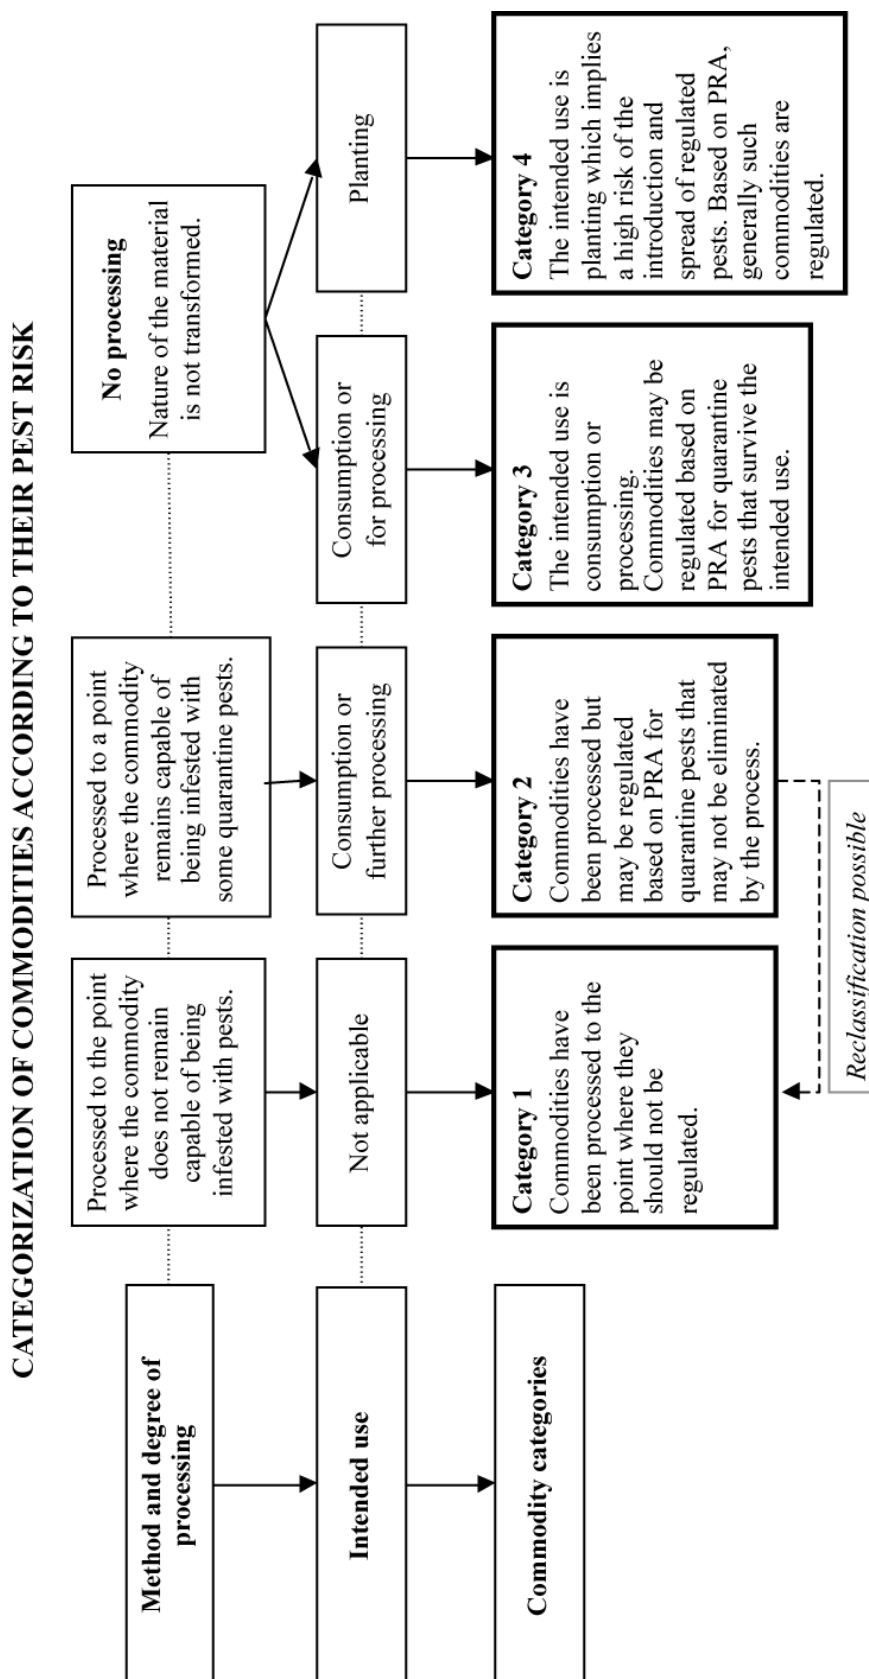 CATEGORIZATION OF COMMODITIES ACCORDING TO THEIR PEST RISK
Method and degree of
processing
Processed to the point
where the commodity
does not remain
capable of being
infested with pests.
Processed to a point
where the commodity
remains capable of
being infested with
some quarantine pests.
No processing
Nature of the material
is not transformed.
Intended use
Not applicable
Consumption or
further processing
Consumption or
for processing
Planting
Commodity categories
Category 1
Commodities have
been processed to the
point where they
should not be
regulated.
Category 2
Commodities have
been processed but
may be regulated
based on PRA for
quarantine pests that
may not be eliminated
by the process.
Category 3
The intended use is
consumption or
processing.
Commodities may be
regulated based on
PRA for quarantine
pests that survive the
intended use.
Category 4
The intended use is
planting which implies
a high risk of the
introduction and
spread of regulated
pests. Based on PRA,
generally such
commodities are
regulated.
Reclassification possible